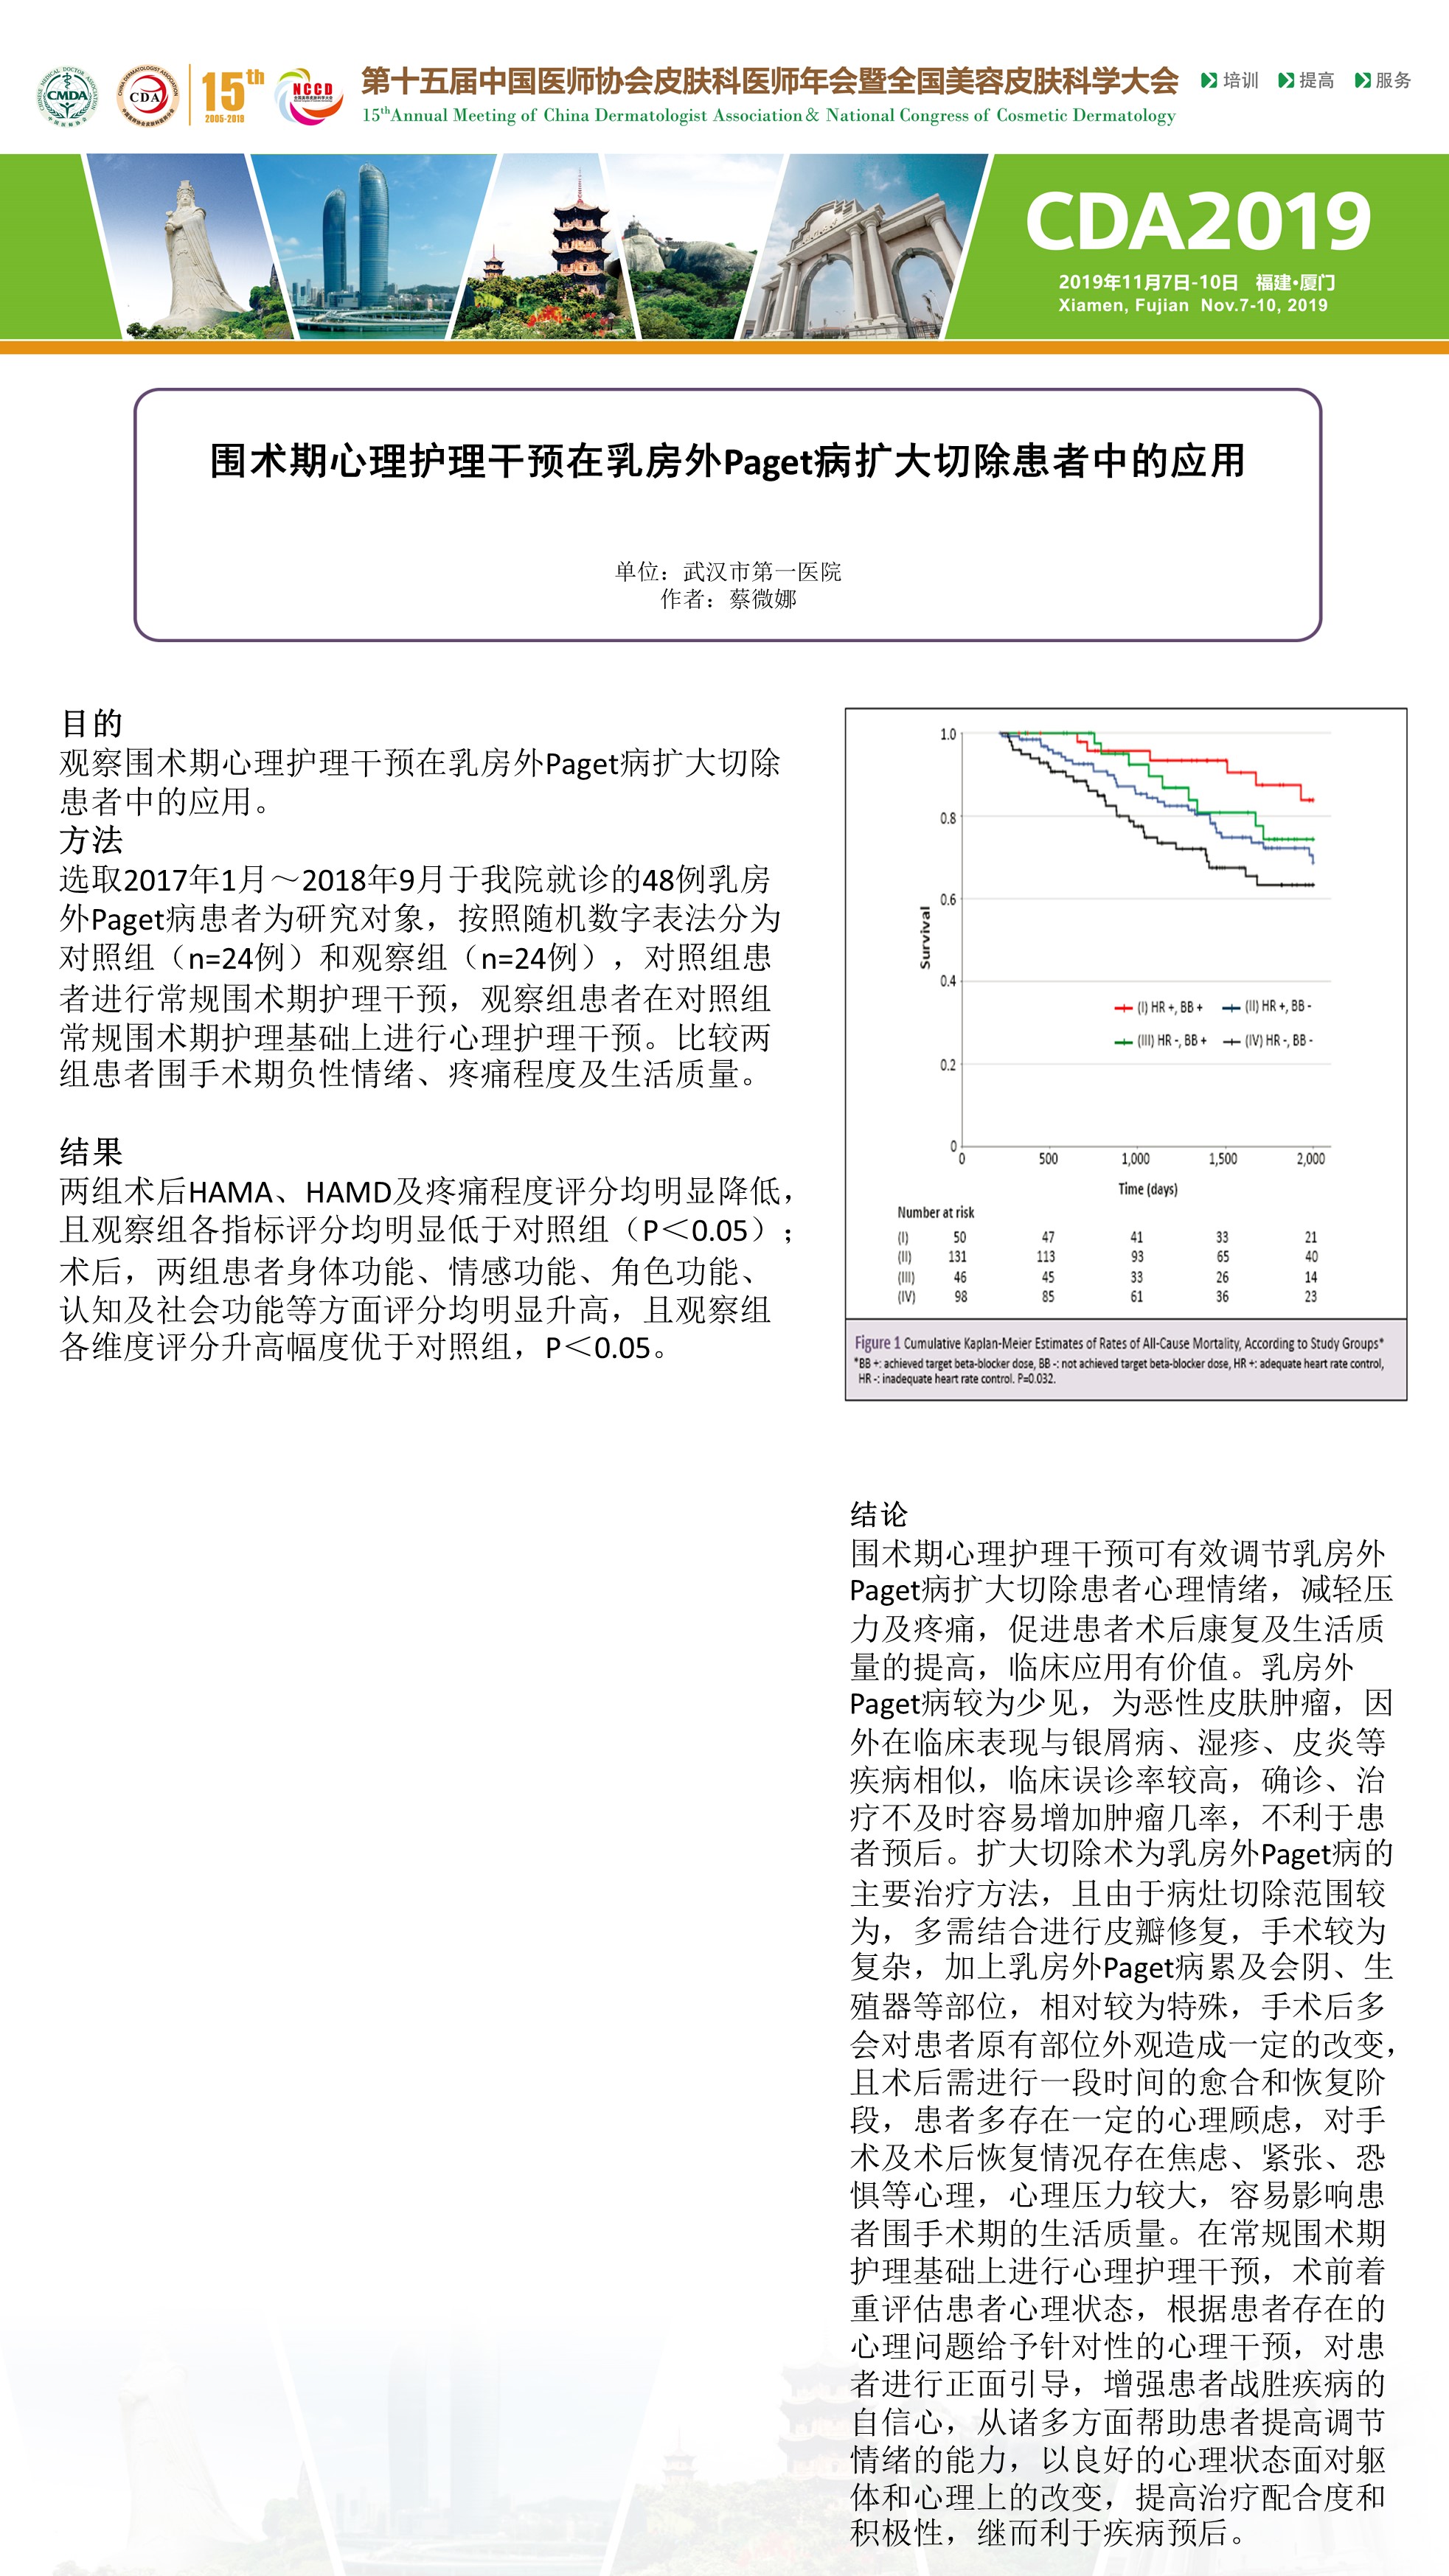 CMDA
CDA
15th
2005-2019
NCCD
第十五届中国医师协会皮肤科医师年会暨全国美容皮肤科学大会
15thAnnual Meeting of China Dermatologist Association & National Congress of Cosmetic Dermatology
培训 提高 服务
CDA2019
2019年11月7日-10日 福建•厦门
Xiamen, Fujian Nov.7-10, 2019
围术期心理护理干预在乳房外Paget病扩大切除患者中的应用
单位：武汉市第一医院
作者：蔡微娜
目的
观察围术期心理护理干预在乳房外Paget病扩大切除
患者中的应用。
方法
选取2017年1月～2018年9月于我院就诊的48例乳房
外Paget病患者为研究对象，按照随机数字表法分为
对照组（n=24例）和观察组（n=24例），对照组患
者进行常规围术期护理干预，观察组患者在对照组
常规围术期护理基础上进行心理护理干预。比较两
组患者围手术期负性情绪、疼痛程度及生活质量。
结果
两组术后HAMA、HAMD及疼痛程度评分均明显降低，
且观察组各指标评分均明显低于对照组（P＜0.05）；
术后，两组患者身体功能、情感功能、角色功能、
认知及社会功能等方面评分均明显升高，且观察组
各维度评分升高幅度优于对照组，P＜0.05。
1.0
0.8
0.6
0.4
0.2
0
Survival
(I) HR +, BB + (II) HR +, BB -
(III) HR -, BB + (IV) HR -, BB -
0 500 1,000 1,500 2,000
Time (days)
Number at risk
(I) 50 47 41 33 21
(II) 131 113 93 65 40
(III) 46 45 33 26 14
(IV) 98 85 61 36 23
Figure 1 Cumulative Kaplan-Meier Estimates of Rates of All-Cause Mortality, According to Study Groups*
*BB +: achieved target beta-blocker dose, BB -: not achieved target beta-blocker dose, HR +: adequate heart rate control,
HR -: inadequate heart rate control. P=0.032.
结论
围术期心理护理干预可有效调节乳房外
Paget病扩大切除患者心理情绪，减轻压
力及疼痛，促进患者术后康复及生活质
量的提高，临床应用有价值。乳房外
Paget病较为少见，为恶性皮肤肿瘤，因
外在临床表现与银屑病、湿疹、皮炎等
疾病相似，临床误诊率较高，确诊、治
疗不及时容易增加肿瘤几率，不利于患
者预后。扩大切除术为乳房外Paget病的
主要治疗方法，且由于病灶切除范围较
为，多需结合进行皮瓣修复，手术较为
复杂，加上乳房外Paget病累及会阴、生
殖器等部位，相对较为特殊，手术后多
会对患者原有部位外观造成一定的改变，
且术后需进行一段时间的愈合和恢复阶
段，患者多存在一定的心理顾虑，对手
术及术后恢复情况存在焦虑、紧张、恐
惧等心理，心理压力较大，容易影响患
者围手术期的生活质量。在常规围术期
护理基础上进行心理护理干预，术前着
重评估患者心理状态，根据患者存在的
心理问题给予针对性的心理干预，对患
者进行正面引导，增强患者战胜疾病的
自信心，从诸多方面帮助患者提高调节
情绪的能力，以良好的心理状态面对躯
体和心理上的改变，提高治疗配合度和
积极性，继而利于疾病预后。